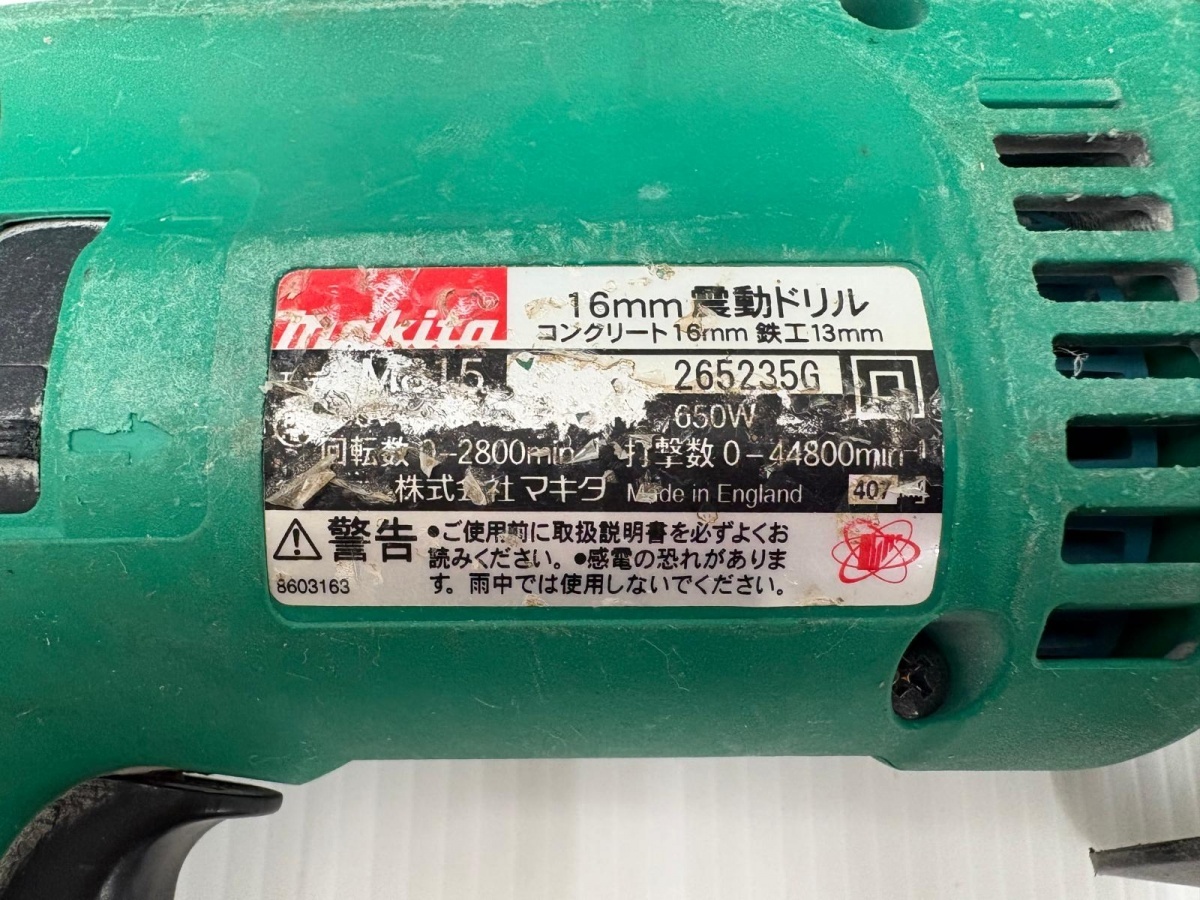 makita
16mm 震動ドリル
コンクリート16mm 鉄工13mm
M815 265235G
650W
回転数 0-2800min 打撃数 0-44800min-1
株式会社マキタ Made in England 407
警告 •ご使用前に取扱説明書を必ずよくお
読みください。•感電の恐れがありま
す。雨中では使用しないでください。
8603163